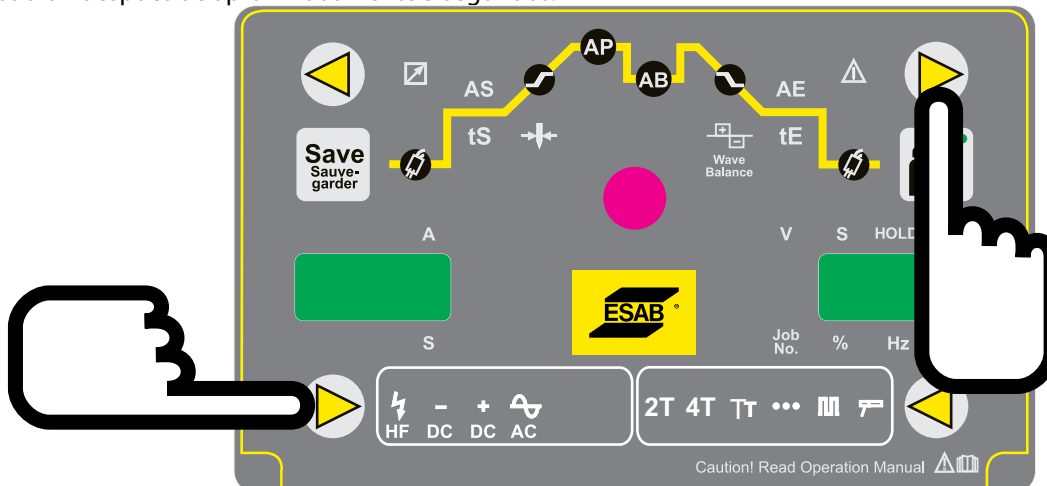 AP
AS
AB
AE
tS
tE
Save
Sauve-
garder
Wave
Balance
A
V S HOLD
ESAB
S
Job
No.
% Hz
HF
- DC
+ DC
AC
2T 4T TT
Caution! Read Operation Manual